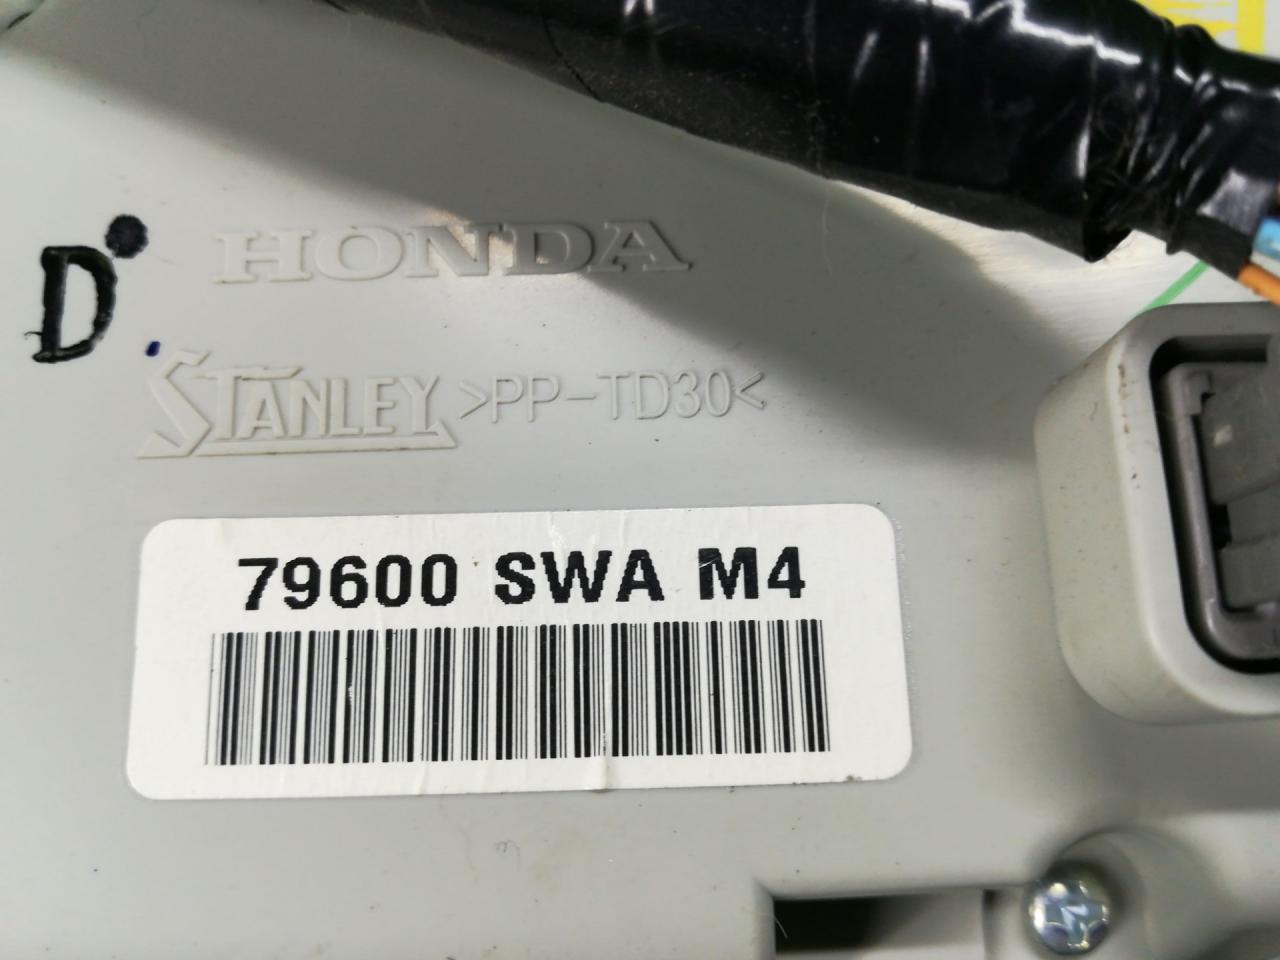 HONDA
D
STANLEY >PP-TD30<
79600 SWA M4